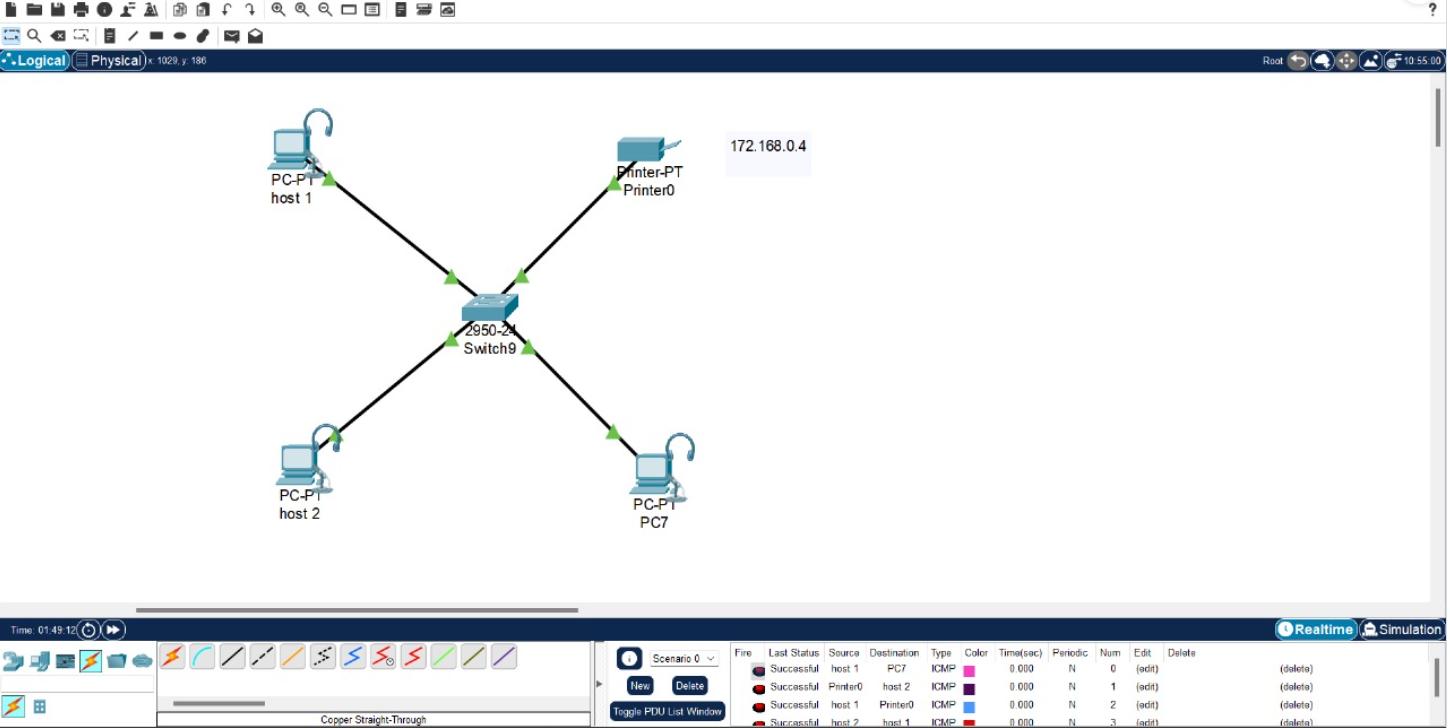 ?
Logical Physical x: 1029, y: 186 Root 10:55:00
PC-PT
host 1
Printer-PT
Printer0
172.168.0.4
2950-24
Switch9
PC-PT
host 2
PC-PT
PC7
Time: 01:49:12 Realtime Simulation
Scenario 0
New Delete
Toggle PDU List Window
Copper Straight-Through
Fire Last Status Source Destination Type Color Time(sec) Periodic Num Edit Delete
Successful host 1 PC7 ICMP 0.000 N 0 (edit) (delete)
Successful Printer0 host 2 ICMP 0.000 N 1 (edit) (delete)
Successful host 1 Printer0 ICMP 0.000 N 2 (edit) (delete)
Successful host 2 host 1 ICMP 0.000 N 3 (edit) (delete)